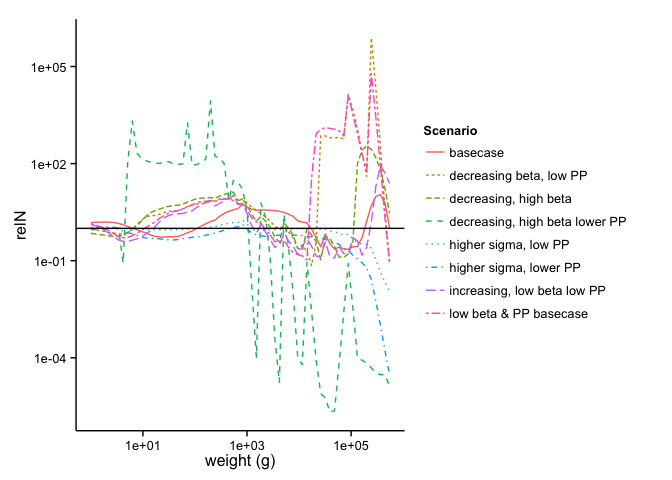 1e+05
1e+02
1e-01
1e-04
relN
1e+01
1e+03
1e+05
weight (g)
Scenario
basecase
decreasing beta, low PP
decreasing, high beta
decreasing, high beta lower PP
higher sigma, low PP
higher sigma, lower PP
increasing, low beta low PP
low beta & PP basecase